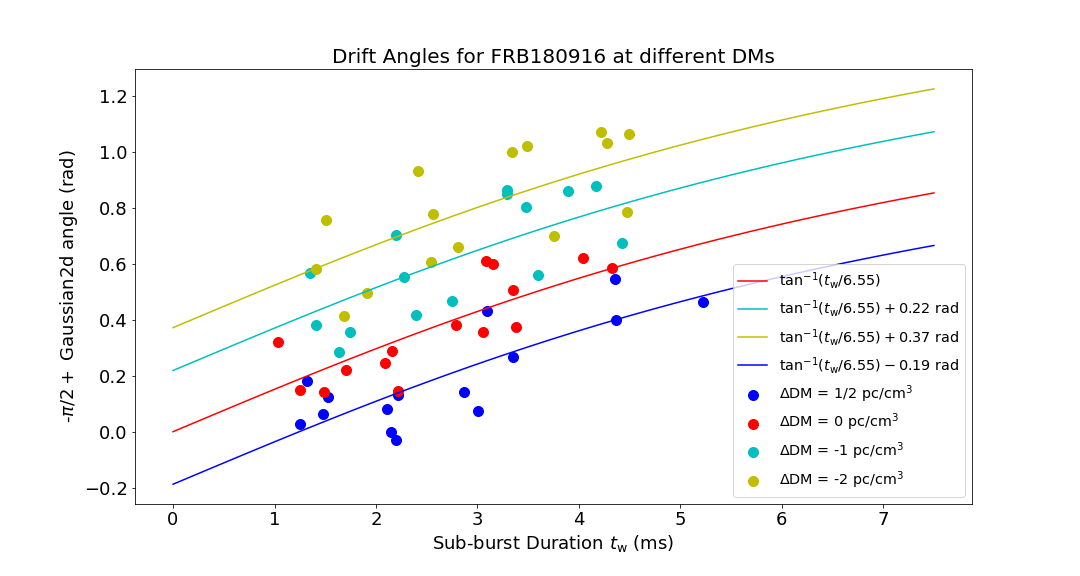 Drift Angles for FRB180916 at different DMs
-π/2 + Gaussian2d angle (rad)
1.2
1.0
0.8
0.6
0.4
0.2
0.0
−0.2
tan⁻¹(t_w/6.55)
tan⁻¹(t_w/6.55) + 0.22 rad
tan⁻¹(t_w/6.55) + 0.37 rad
tan⁻¹(t_w/6.55) − 0.19 rad
ΔDM = 1/2 pc/cm³
ΔDM = 0 pc/cm³
ΔDM = -1 pc/cm³
ΔDM = -2 pc/cm³
0 1 2 3 4 5 6 7
Sub-burst Duration t_w (ms)